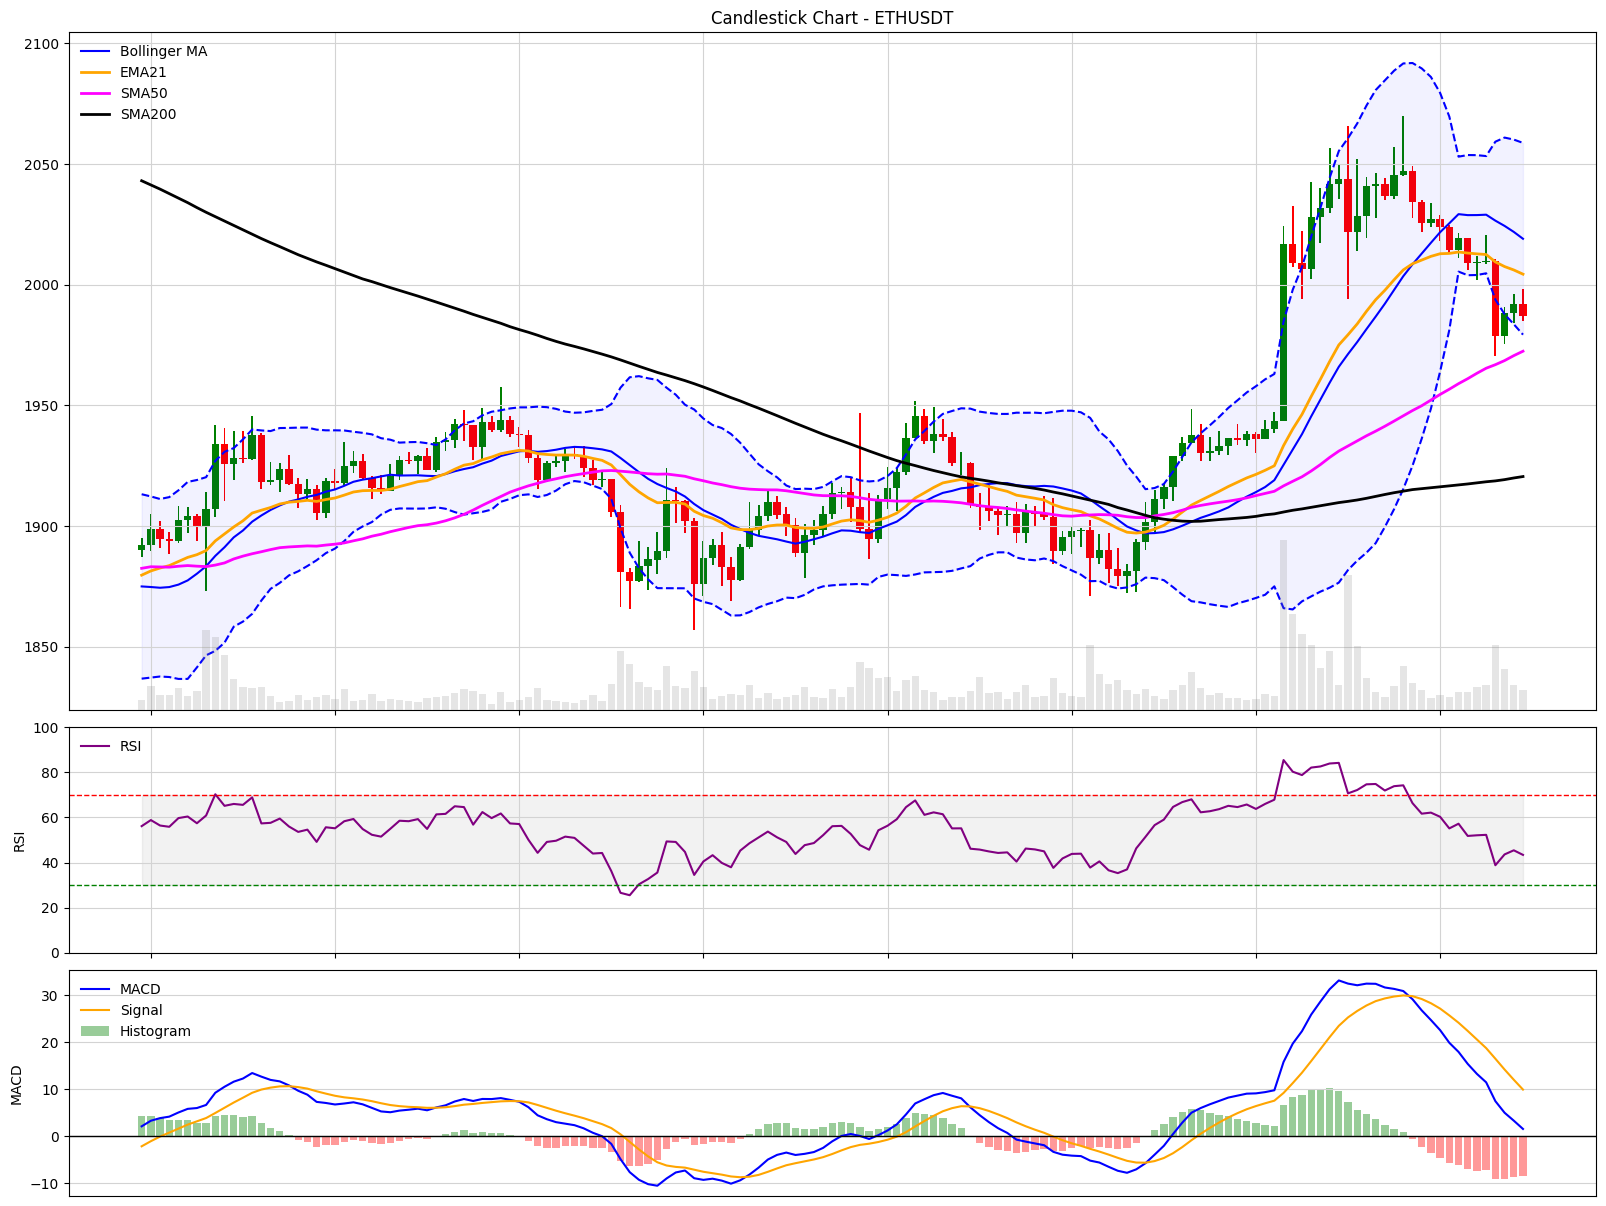 Candlestick Chart - ETHUSDT
Bollinger MA
EMA21
SMA50
SMA200
2100
2050
2000
1950
1900
1850
RSI
100
80
60
40
20
0
RSI
MACD
Signal
Histogram
30
20
10
0
−10
MACD